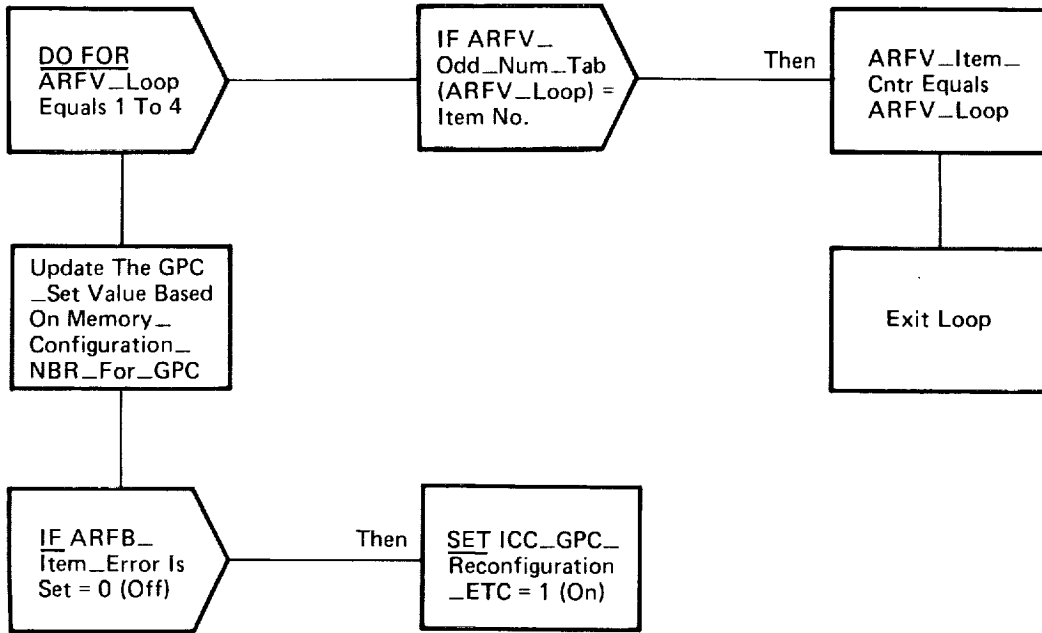 DO FOR
ARFV_Loop
Equals 1 To 4
IF ARFV_
Odd_Num_Tab
(ARFV_Loop) =
Item No.
Then
ARFV_Item_
Cntr Equals
ARFV_Loop
Update The GPC
_Set Value Based
On Memory_
Configuration_
NBR_For_GPC
Exit Loop
IF ARFB_
Item_Error Is
Set = 0 (Off)
Then
SET ICC_GPC_
Reconfiguration
_ETC = 1 (On)